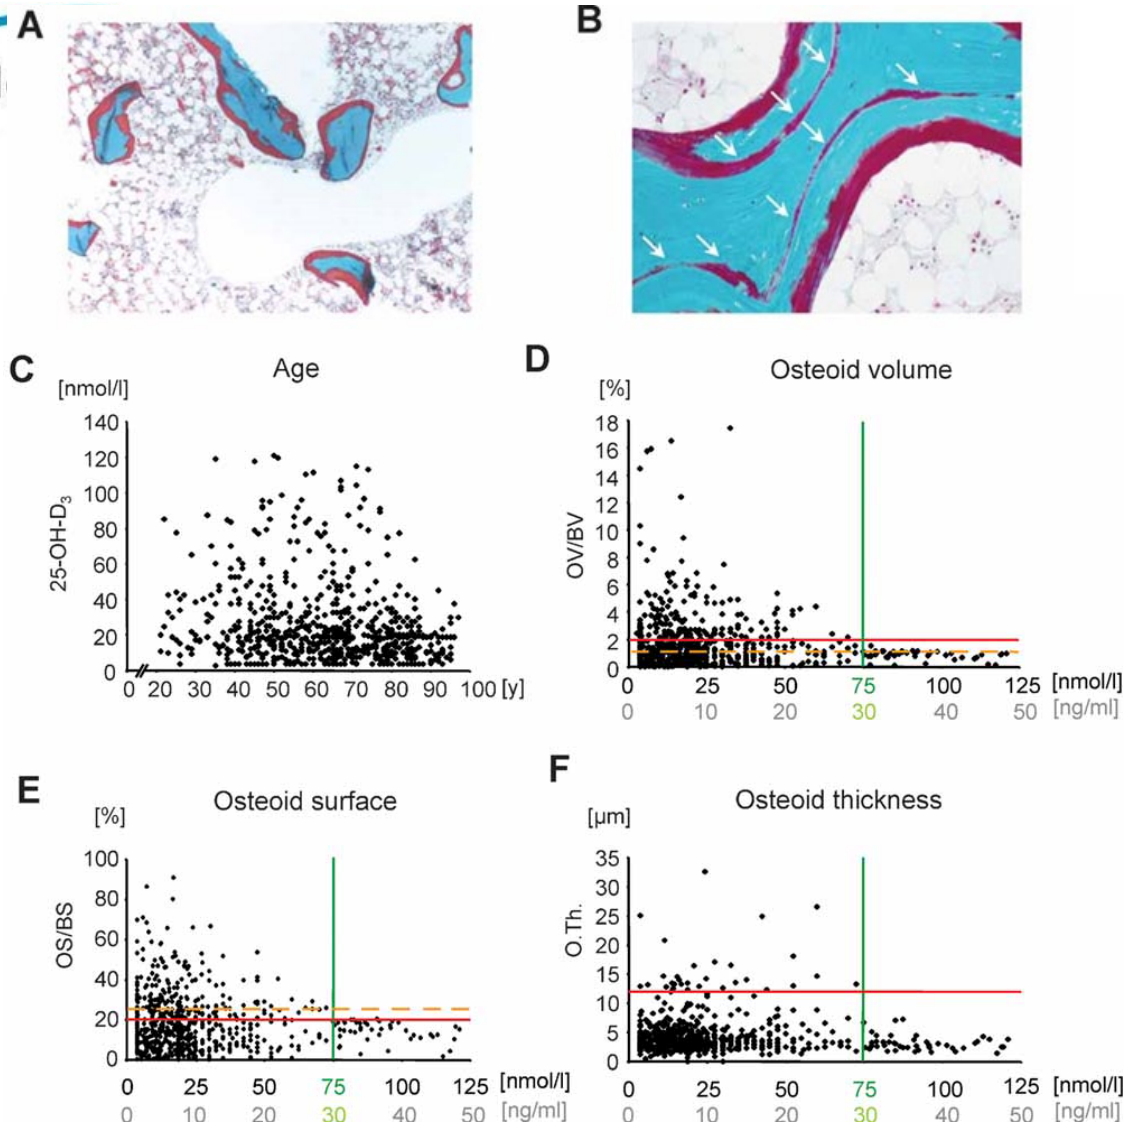 A
B
C
Age
[nmol/l]
140
120
100
80
60
40
20
0
25-OH-D3
0 20 30 40 50 60 70 80 90 100 [y]
D
Osteoid volume
[%]
18
16
14
12
10
8
6
4
2
0
OV/BV
0 25 50 75 100 125 [nmol/l]
0 10 20 30 40 50 [ng/ml]
E
Osteoid surface
[%]
100
80
60
40
20
0
OS/BS
0 25 50 75 100 125 [nmol/l]
0 10 20 30 40 50 [ng/ml]
F
Osteoid thickness
[µm]
35
30
25
20
15
10
5
0
O.Th.
0 25 50 75 100 125 [nmol/l]
0 10 20 30 40 50 [ng/ml]